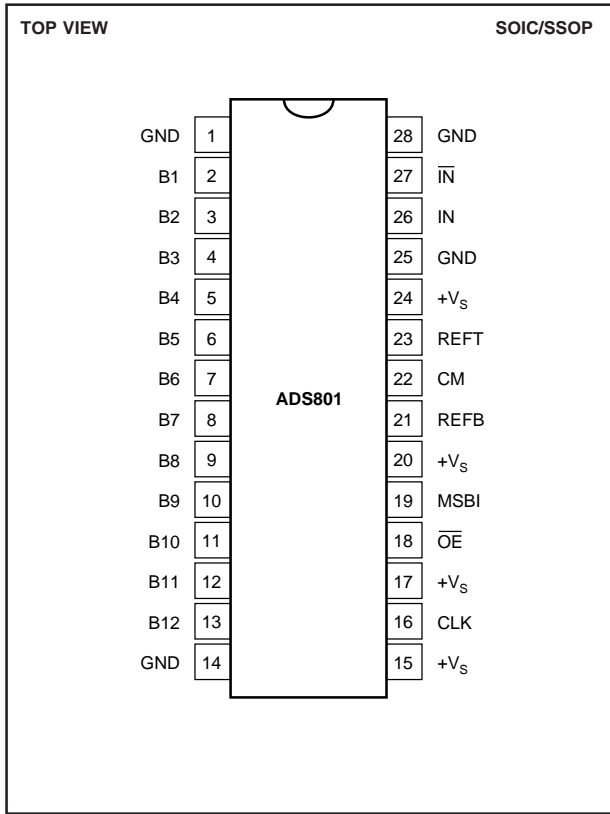 TOP VIEW SOIC/SSOP
GND 1 28 GND
B1 2 27 I̅N̅
B2 3 26 IN
B3 4 25 GND
B4 5 24 +VS
B5 6 23 REFT
B6 7 22 CM
ADS801
B7 8 21 REFB
B8 9 20 +VS
B9 10 19 MSBI
B10 11 18 O̅E̅
B11 12 17 +VS
B12 13 16 CLK
GND 14 15 +VS